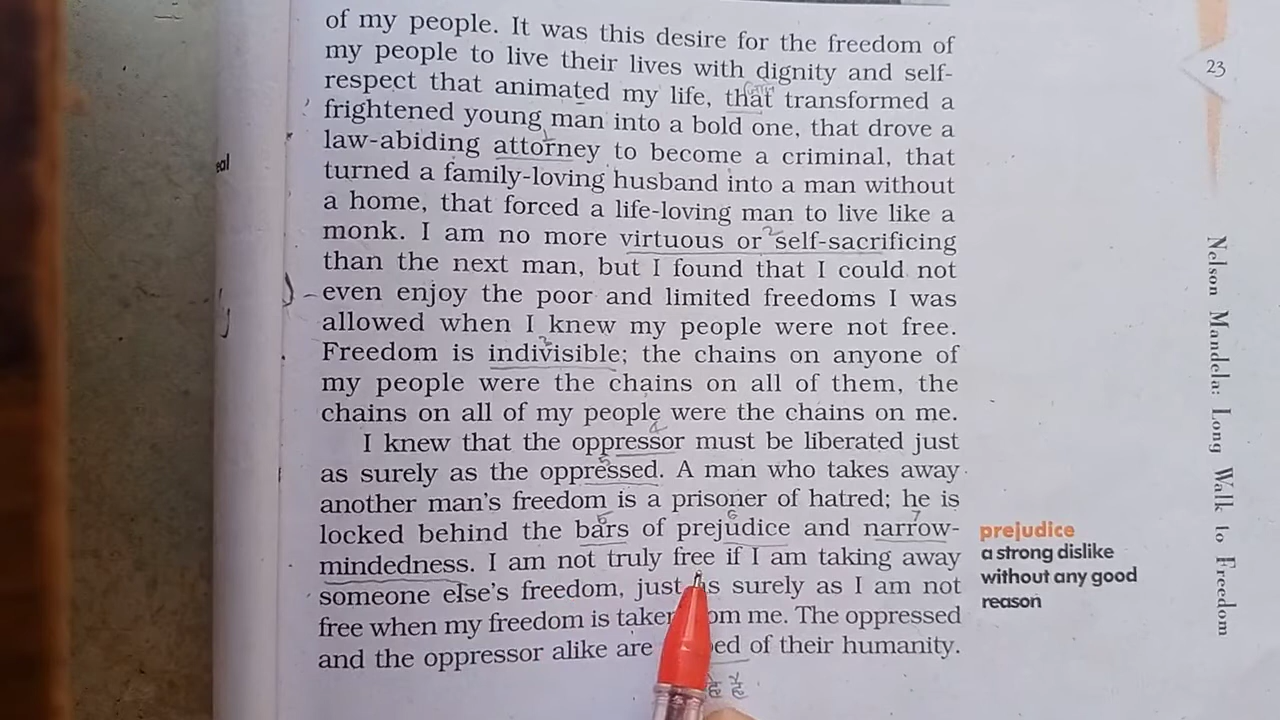 of my people. It was this desire for the freedom of
my people to live their lives with dignity and self-
respect that animated my life, that transformed a
frightened young man into a bold one, that drove a
law-abiding attorney to become a criminal, that
turned a family-loving husband into a man without
a home, that forced a life-loving man to live like a
monk. I am no more virtuous or self-sacrificing
than the next man, but I found that I could not
even enjoy the poor and limited freedoms I was
allowed when I knew my people were not free.
Freedom is indivisible; the chains on anyone of
my people were the chains on all of them, the
chains on all of my people were the chains on me.
I knew that the oppressor must be liberated just
as surely as the oppressed. A man who takes away
another man's freedom is a prisoner of hatred; he is
locked behind the bars of prejudice and narrow-
mindedness. I am not truly free if I am taking away
someone else's freedom, just as surely as I am not
free when my freedom is taken me. The oppressed
and the oppressor alike are of their humanity.
prejudice
a strong dislike
without any good
reason
23
Nelson Mandela: Long Walk to Freedom